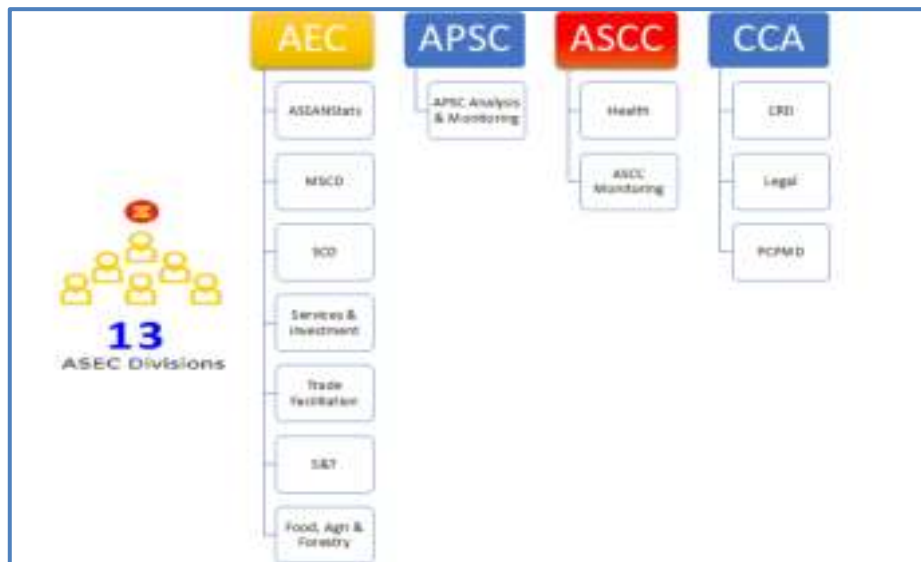 AEC
APSC
ASCC
CCA
ASEANStats
MSCD
SCD
Services &
Investment
Trade
Facilitation
S&T
Food, Agri &
Forestry
APSC Analysis
& Monitoring
Health
ASCC
Monitoring
CRD
Legal
PCPMD
13
ASEC Divisions